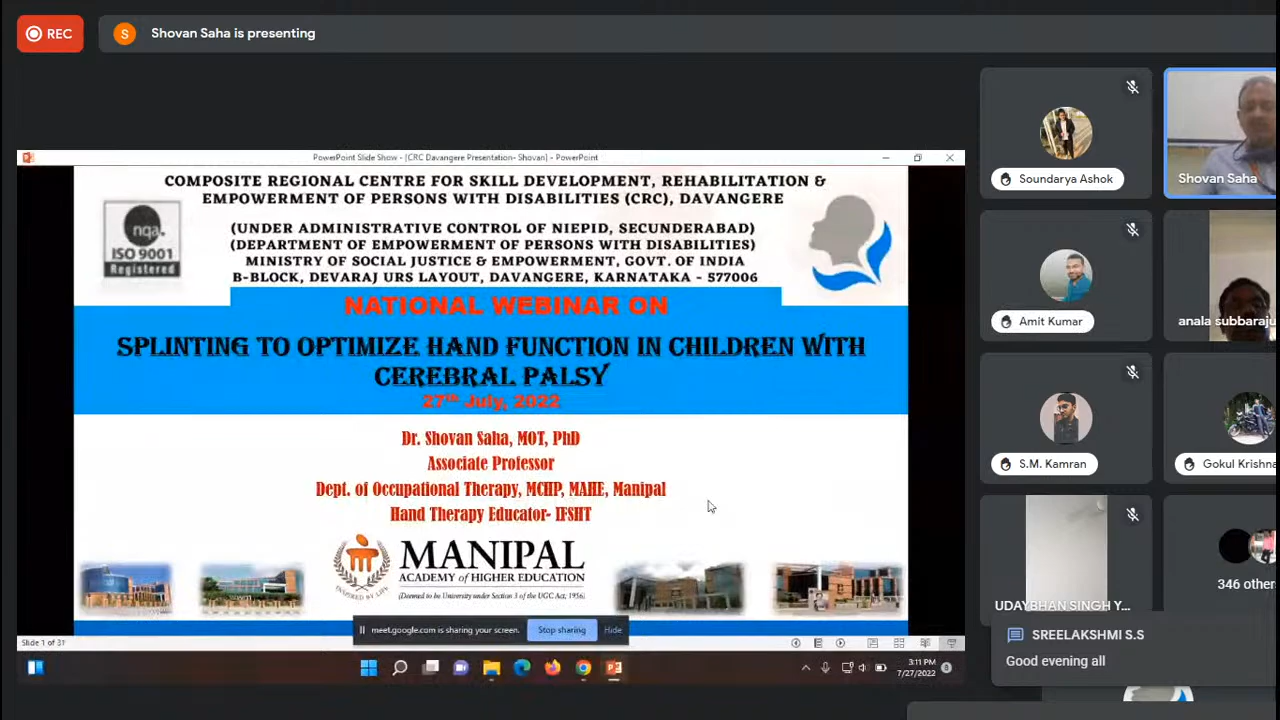 REC
S
Shovan Saha is presenting
PowerPoint Slide Show - [CRC Davangere Presentation- Shovan] - PowerPoint
COMPOSITE REGIONAL CENTRE FOR SKILL DEVELOPMENT, REHABILITATION &
EMPOWERMENT OF PERSONS WITH DISABILITIES (CRC), DAVANGERE
(UNDER ADMINISTRATIVE CONTROL OF NIEPID, SECUNDERABAD)
(DEPARTMENT OF EMPOWERMENT OF PERSONS WITH DISABILITIES)
MINISTRY OF SOCIAL JUSTICE & EMPOWERMENT, GOVT. OF INDIA
B-BLOCK, DEVARAJ URS LAYOUT, DAVANGERE, KARNATAKA - 577006
nqa.
ISO 9001
Registered
NATIONAL WEBINAR ON
SPLINTING TO OPTIMIZE HAND FUNCTION IN CHILDREN WITH
CEREBRAL PALSY
27th July, 2022
Dr. Shovan Saha, MOT, PhD
Associate Professor
Dept. of Occupational Therapy, MCHP, MAHE, Manipal
Hand Therapy Educator- IFSHT
INSPIRED BY LIFE
MANIPAL
ACADEMY of HIGHER EDUCATION
(Deemed to be University under Section 3 of the UGC Act, 1956)
meet.google.com is sharing your screen.
Stop sharing
Hide
Slide 1 of 31
3:11 PM
7/27/2022
8
Soundarya Ashok
Shovan Saha
Amit Kumar
anala subbaraju
S.M. Kamran
Gokul Krishna
UDAYBHAN SINGH Y...
346 other
SREELAKSHMI S.S
Good evening all